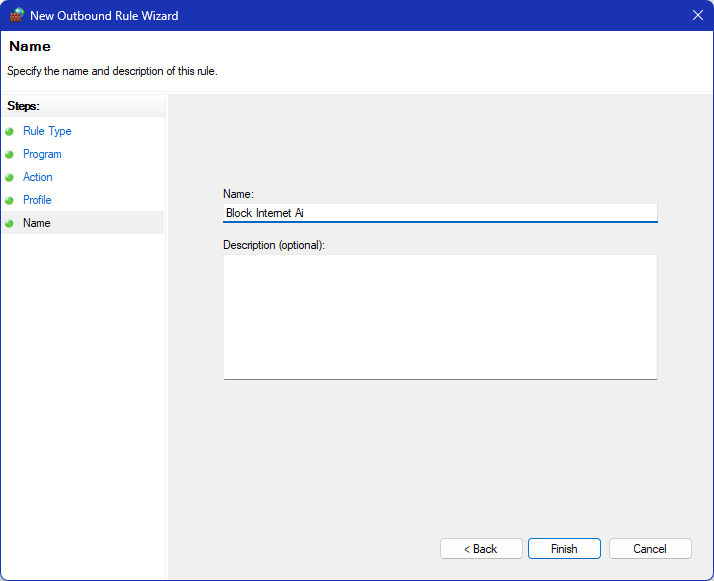 New Outbound Rule Wizard
Name
Specify the name and description of this rule.
Steps:
Rule Type
Program
Action
Profile
Name
Name:
Block Internet Ai
Description (optional):
< Back
Finish
Cancel